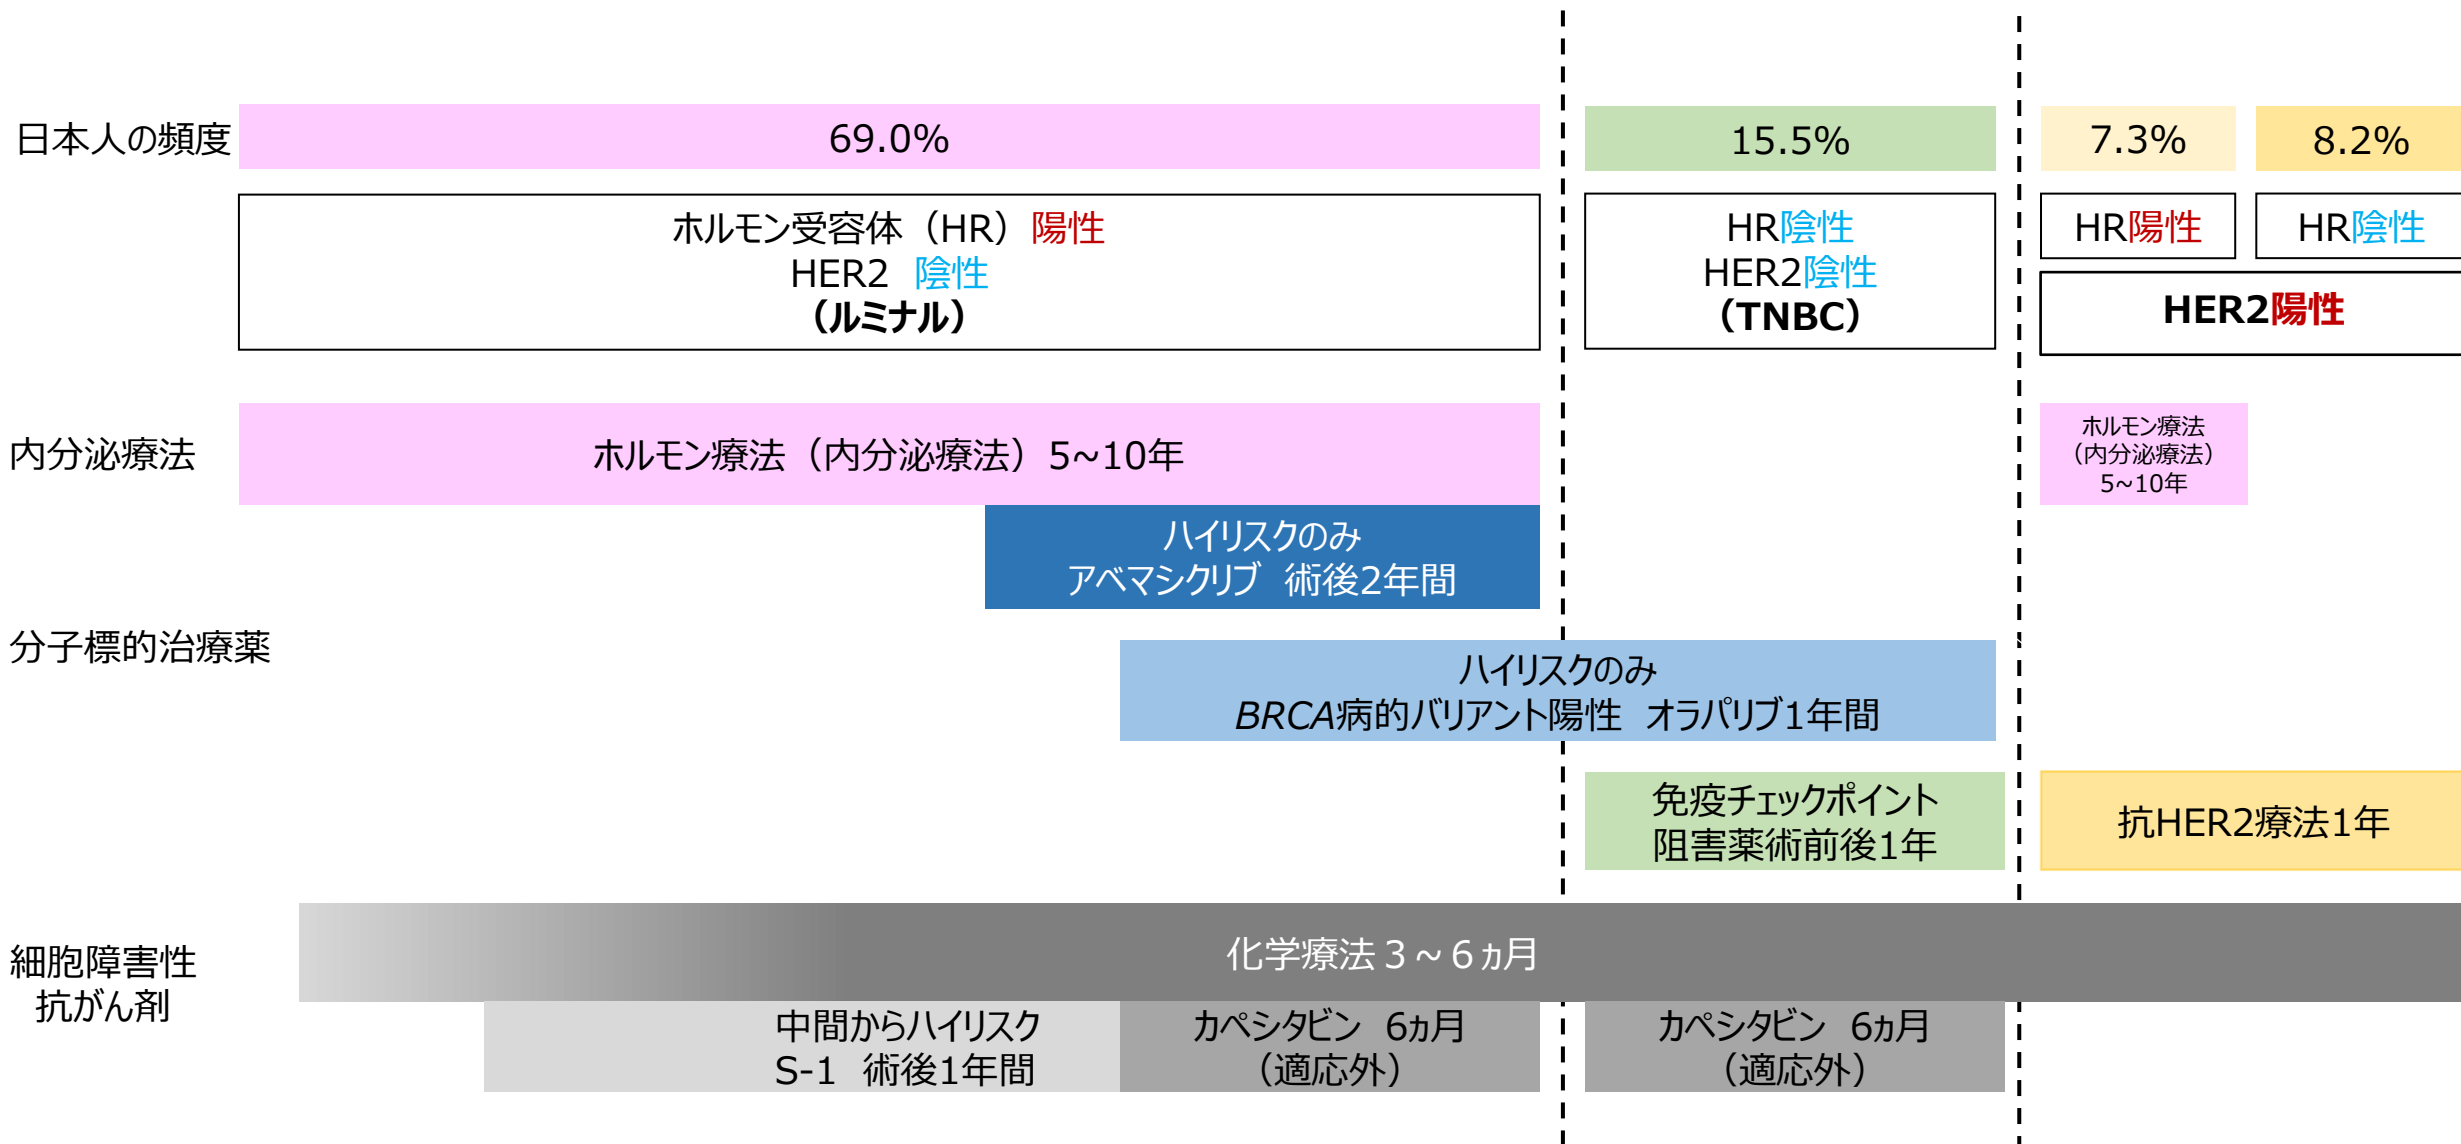 日本人の頻度
69.0%
15.5%
7.3%
8.2%
ホルモン受容体（HR）陽性
HER2　陰性
（ルミナル）
HR陰性
HER2陰性
（TNBC）
HR陽性
HR陰性
HER2陽性
内分泌療法
ホルモン療法（内分泌療法）5~10年
ホルモン療法
（内分泌療法）
5~10年
ハイリスクのみ
アベマシクリブ　術後2年間
分子標的治療薬
ハイリスクのみ
BRCA病的バリアント陽性　オラパリブ1年間
免疫チェックポイント
阻害薬術前後1年
抗HER2療法1年
細胞障害性
抗がん剤
化学療法３～６ヵ月
中間からハイリスク
S-1　術後1年間
カペシタビン　6ヵ月
（適応外）
カペシタビン　6ヵ月
（適応外）